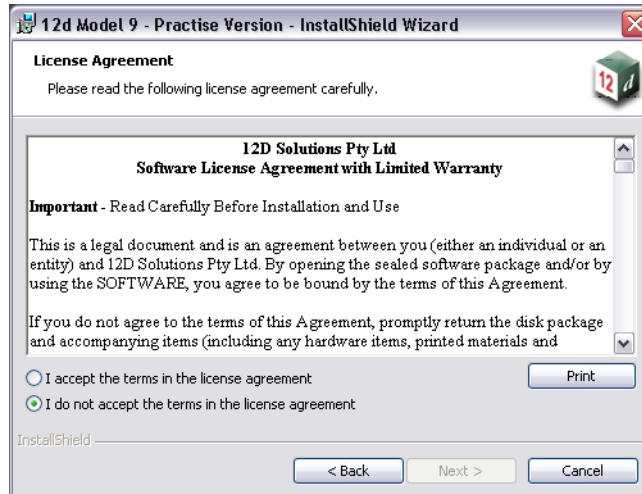 12d Model 9 - Practise Version - InstallShield Wizard
License Agreement
Please read the following license agreement carefully.
12 d
12D Solutions Pty Ltd
Software License Agreement with Limited Warranty
Important - Read Carefully Before Installation and Use
This is a legal document and is an agreement between you (either an individual or an
entity) and 12D Solutions Pty Ltd. By opening the sealed software package and/or by
using the SOFTWARE, you agree to be bound by the terms of this Agreement.
If you do not agree to the terms of this Agreement, promptly return the disk package
and accompanying items (including any hardware items, printed materials and
I accept the terms in the license agreement
Print
I do not accept the terms in the license agreement
InstallShield
< Back Next > Cancel